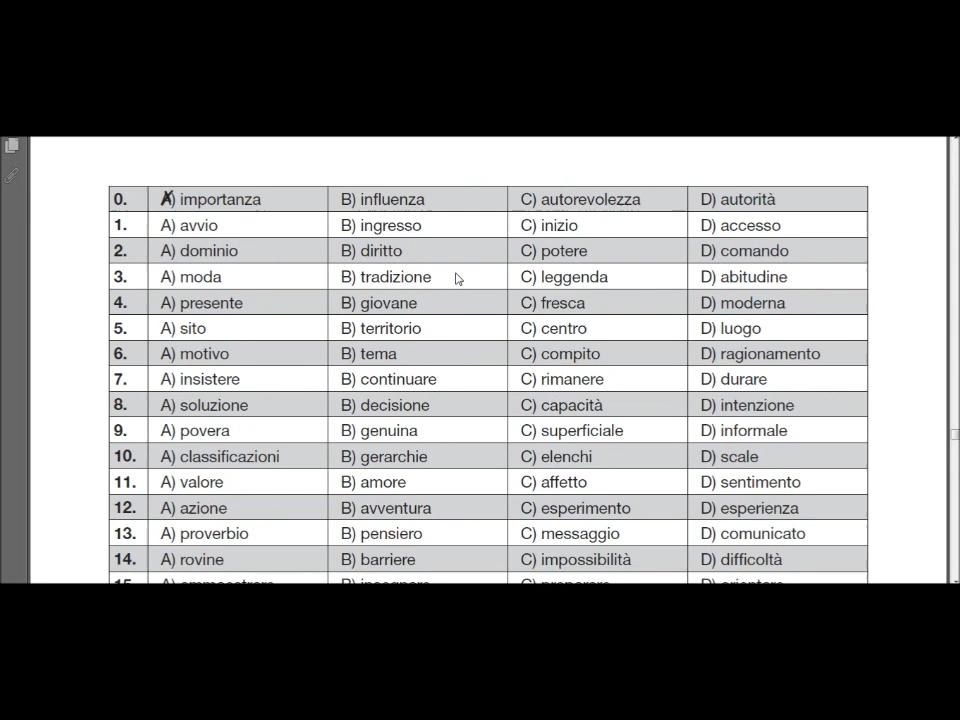 0. A) importanza B) influenza C) autorevolezza D) autorità
1. A) avvio B) ingresso C) inizio D) accesso
2. A) dominio B) diritto C) potere D) comando
3. A) moda B) tradizione C) leggenda D) abitudine
4. A) presente B) giovane C) fresca D) moderna
5. A) sito B) territorio C) centro D) luogo
6. A) motivo B) tema C) compito D) ragionamento
7. A) insistere B) continuare C) rimanere D) durare
8. A) soluzione B) decisione C) capacità D) intenzione
9. A) povera B) genuina C) superficiale D) informale
10. A) classificazioni B) gerarchie C) elenchi D) scale
11. A) valore B) amore C) affetto D) sentimento
12. A) azione B) avventura C) esperimento D) esperienza
13. A) proverbio B) pensiero C) messaggio D) comunicato
14. A) rovine B) barriere C) impossibilità D) difficoltà